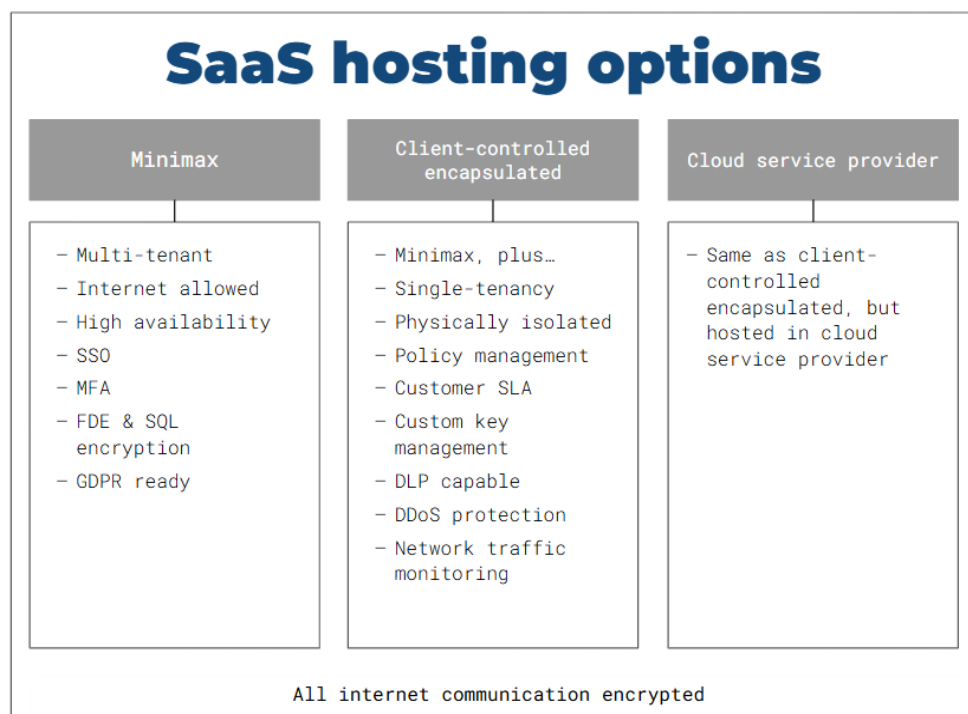 SaaS hosting options
Minimax
– Multi-tenant
– Internet allowed
– High availability
– SSO
– MFA
– FDE & SQL
encryption
– GDPR ready
Client-controlled
encapsulated
– Minimax, plus…
– Single-tenancy
– Physically isolated
– Policy management
– Customer SLA
– Custom key
management
– DLP capable
– DDoS protection
– Network traffic
monitoring
Cloud service provider
– Same as client-
controlled
encapsulated, but
hosted in cloud
service provider
All internet communication encrypted